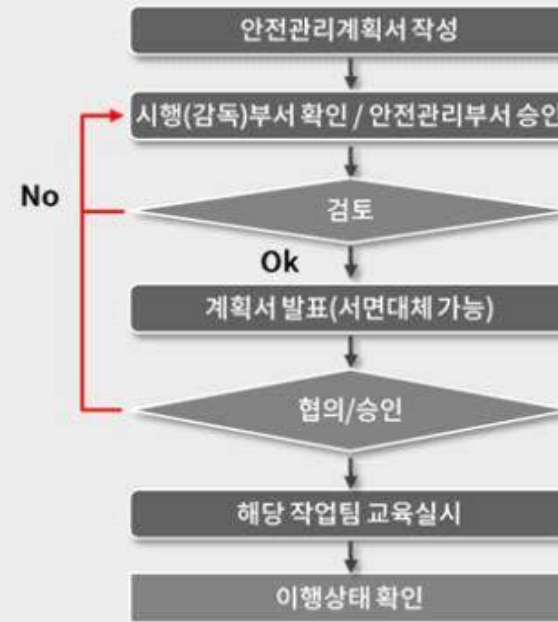 안전관리계획서 작성
시행(감독)부서 확인 / 안전관리부서 승인
No
검토
Ok
계획서 발표(서면대체 가능)
협의/승인
해당 작업팀 교육실시
이행상태 확인